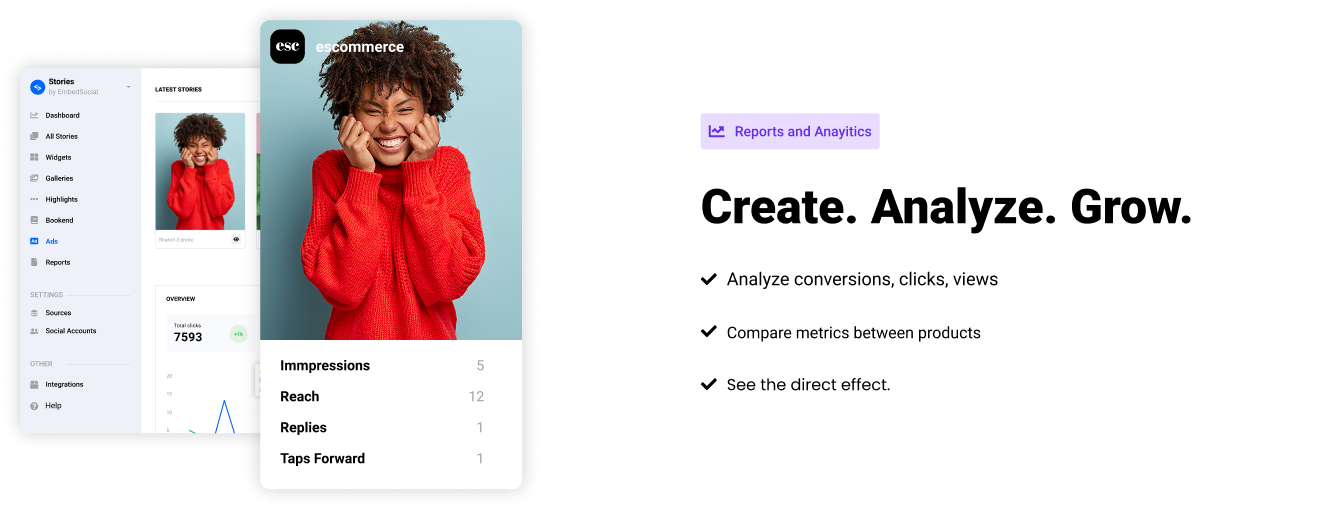 Stories
by EmbedSocial
Dashboard
All Stories
Widgets
Galleries
Highlights
Bookend
Ad
Ads
Reports
SETTINGS
Sources
Social Accounts
OTHER
Integrations
Help
LATEST STORIES
Shared 3 photo
OVERVIEW
Total clicks
7593
+1%
20
15
10
5
esc
escommerce
Immpressions 5
Reach 12
Replies 1
Taps Forward 1
Reports and Anayitics
Create. Analyze. Grow.
Analyze conversions, clicks, views
Compare metrics between products
See the direct effect.